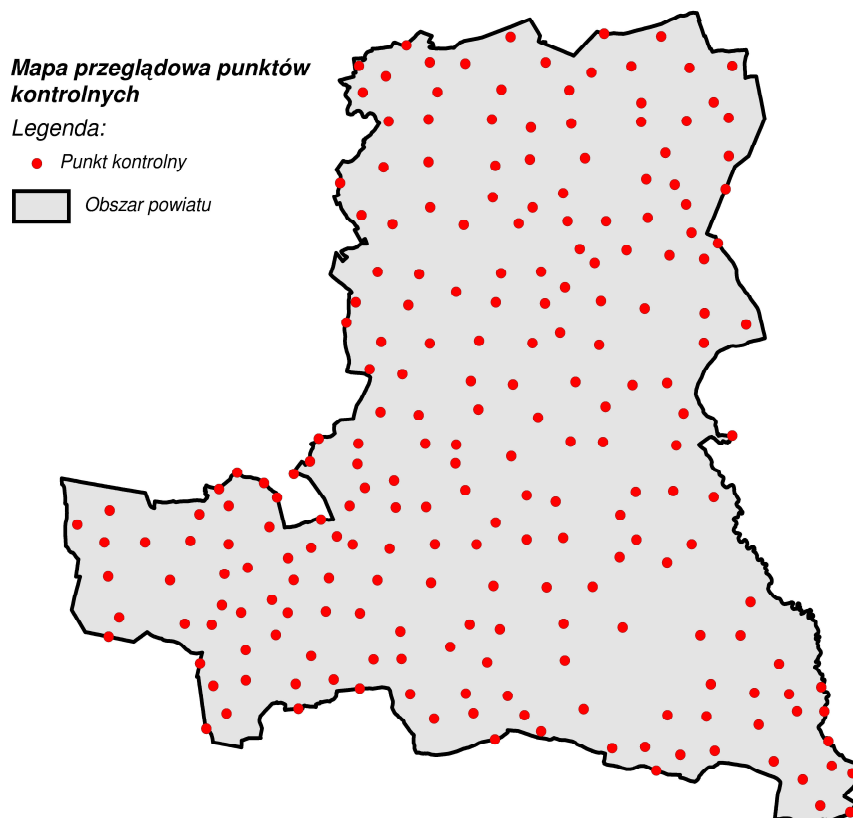 Mapa przeglądowa punktów
kontrolnych
Legenda:
Punkt kontrolny
Obszar powiatu